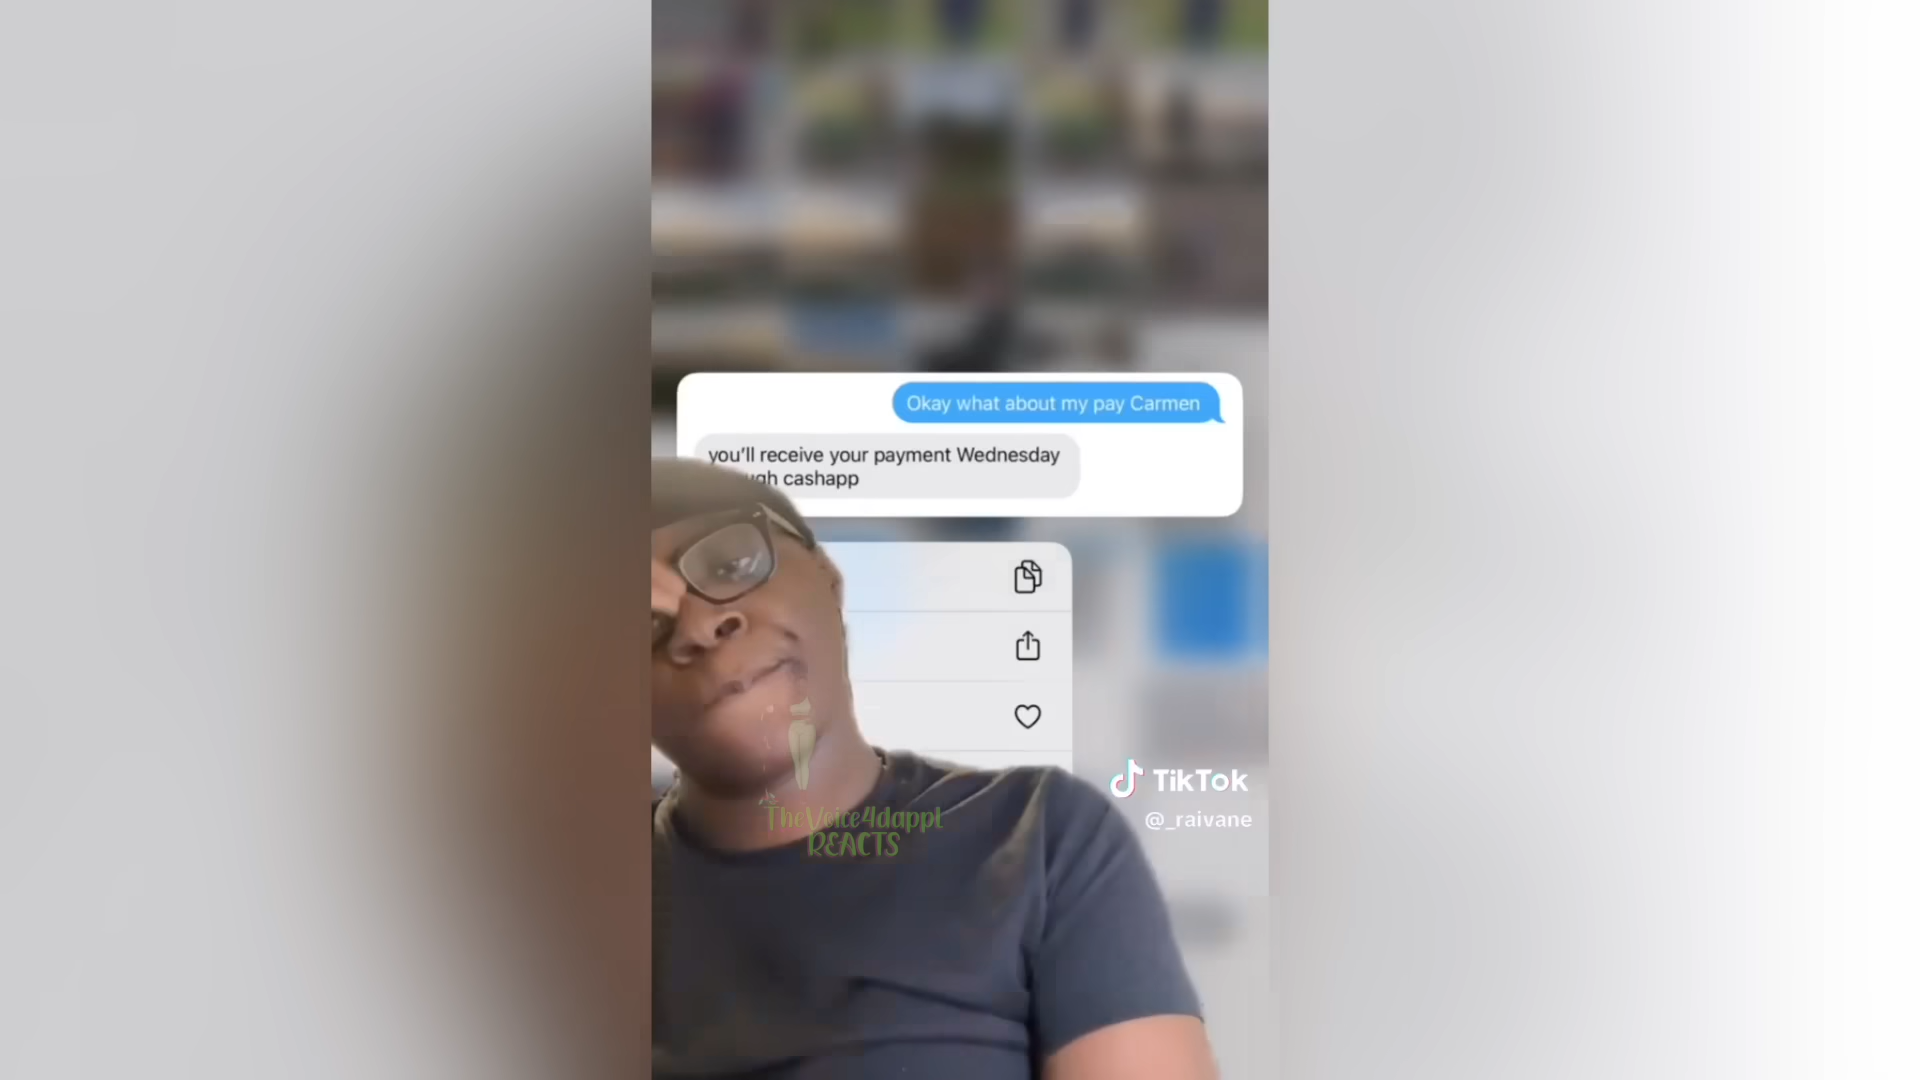 Okay what about my pay Carmen
you'll receive your payment Wednesday
cashapp
TikTok
@_raivane
TheVoice4dappl
REACTS